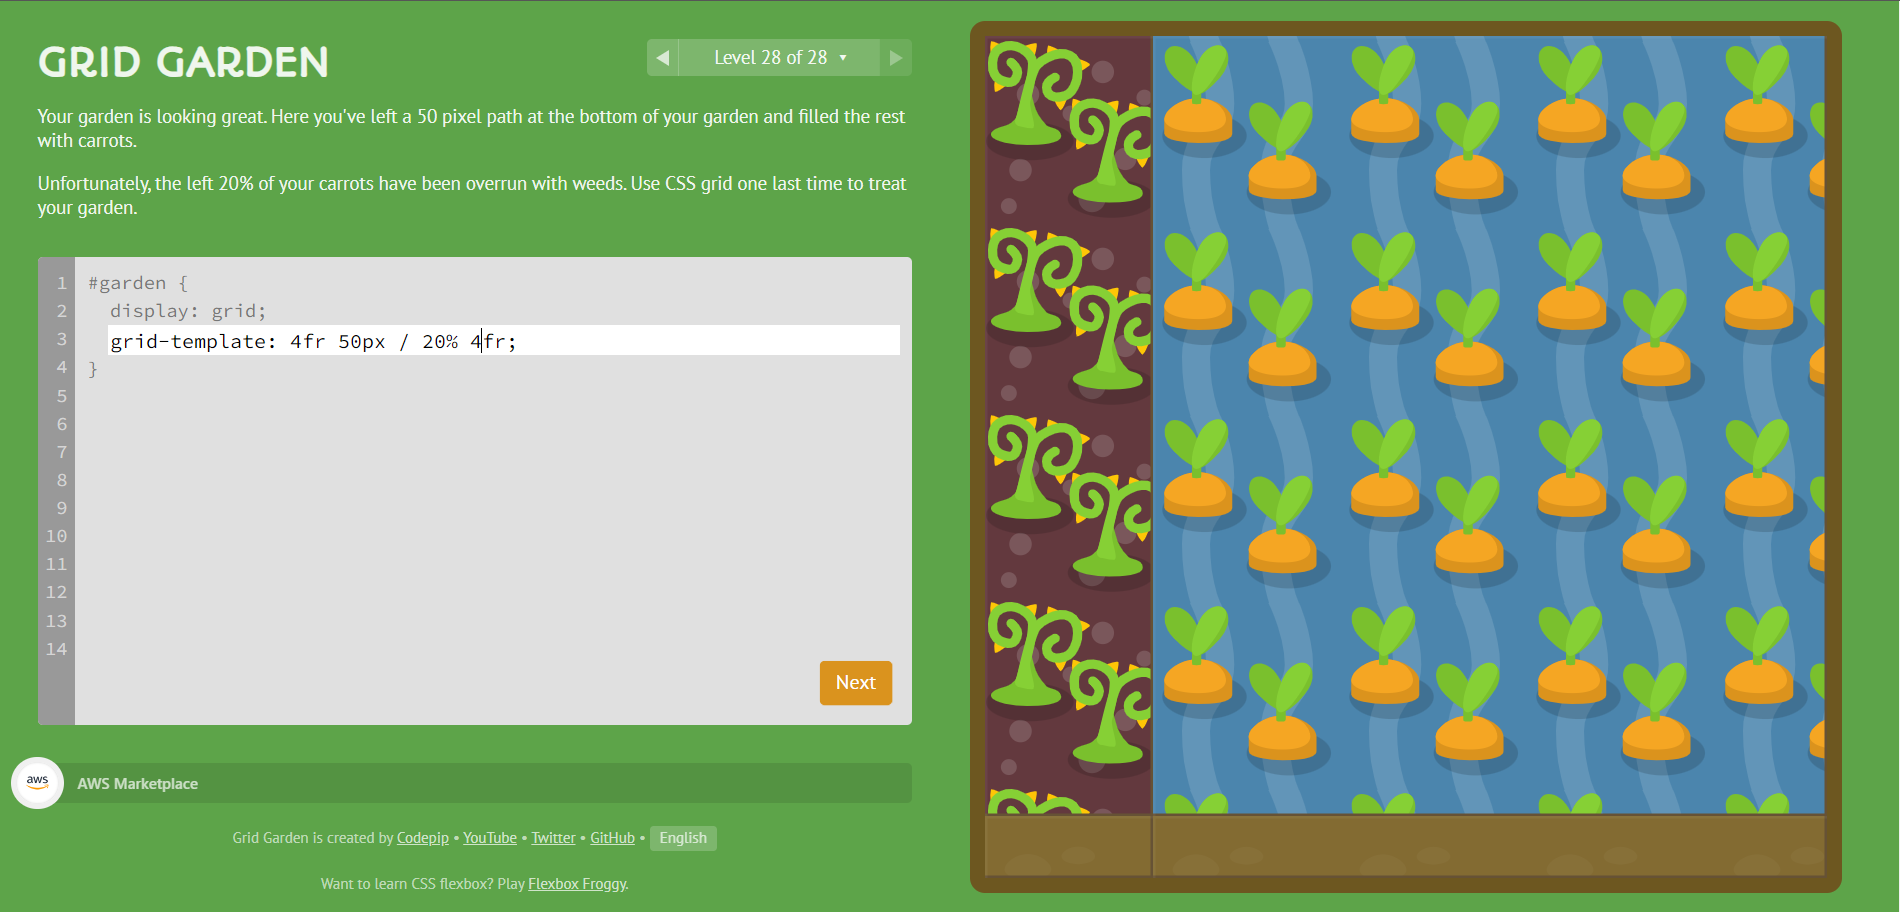 GRID GARDEN
◀ Level 28 of 28 ▼ ▶
Your garden is looking great. Here you've left a 50 pixel path at the bottom of your garden and filled the rest
with carrots.
Unfortunately, the left 20% of your carrots have been overrun with weeds. Use CSS grid one last time to treat
your garden.
1 #garden {
2 display: grid;
3 grid-template: 4fr 50px / 20% 4fr;
4 }
5
6
7
8
9
10
11
12
13
14
Next
aws AWS Marketplace
Grid Garden is created by Codepip • YouTube • Twitter • GitHub • English
Want to learn CSS flexbox? Play Flexbox Froggy.